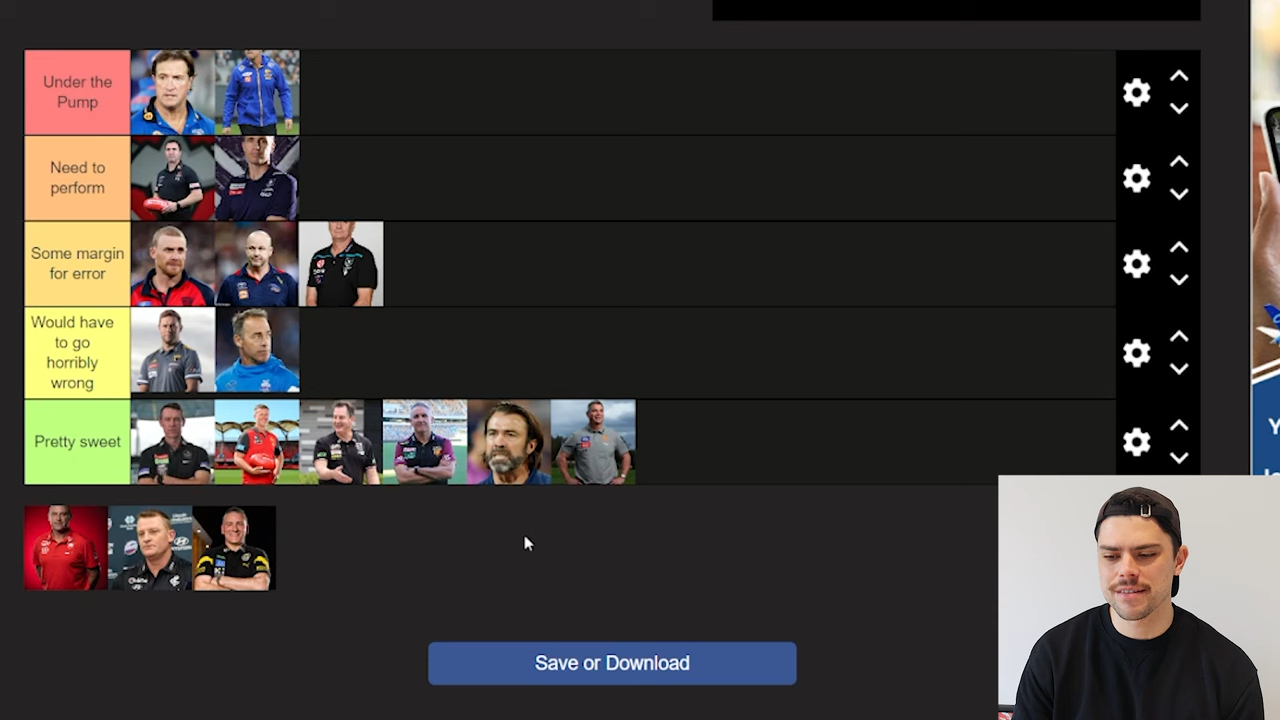 Under the
Pump
Need to
perform
Some margin
for error
Would have
to go
horribly
wrong
Pretty sweet
Save or Download